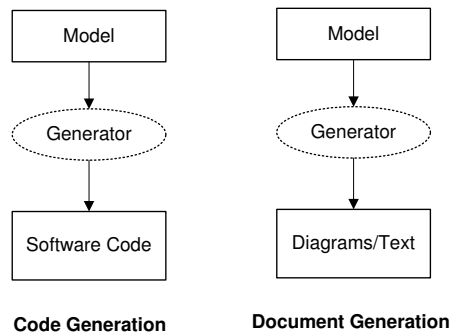 Model
Generator
Software Code
Code Generation
Model
Generator
Diagrams/Text
Document Generation